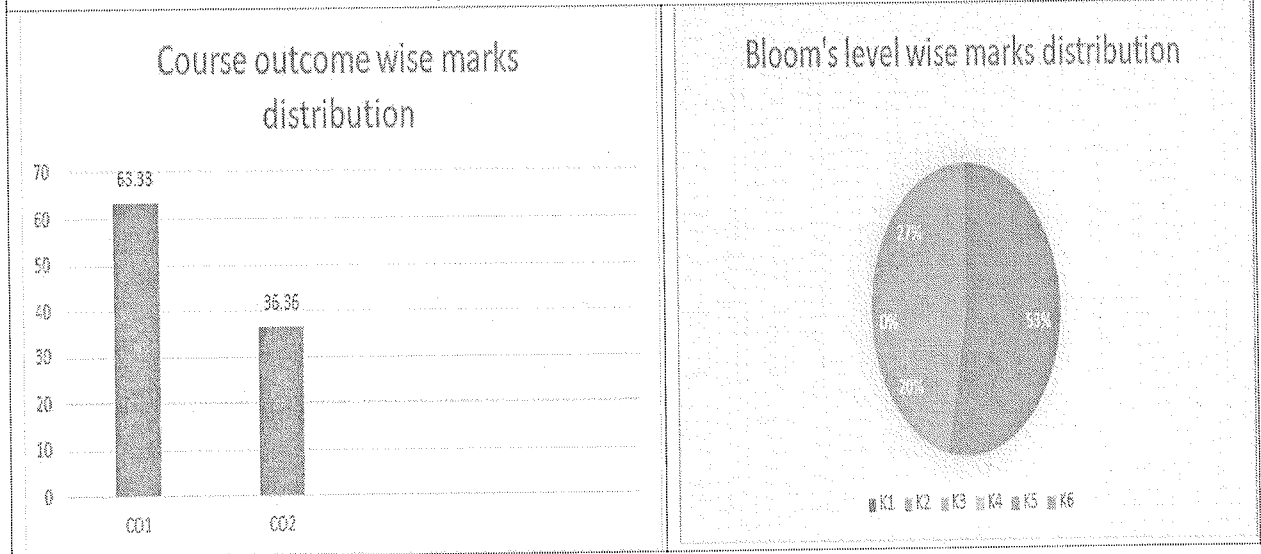 Course outcome wise marks
distribution
70
60
50
40
30
20
10
0
63.33
36.36
CO1
CO2
Bloom's level wise marks distribution
27%
0%
53%
20%
K1 K2 K3 K4 K5 K6